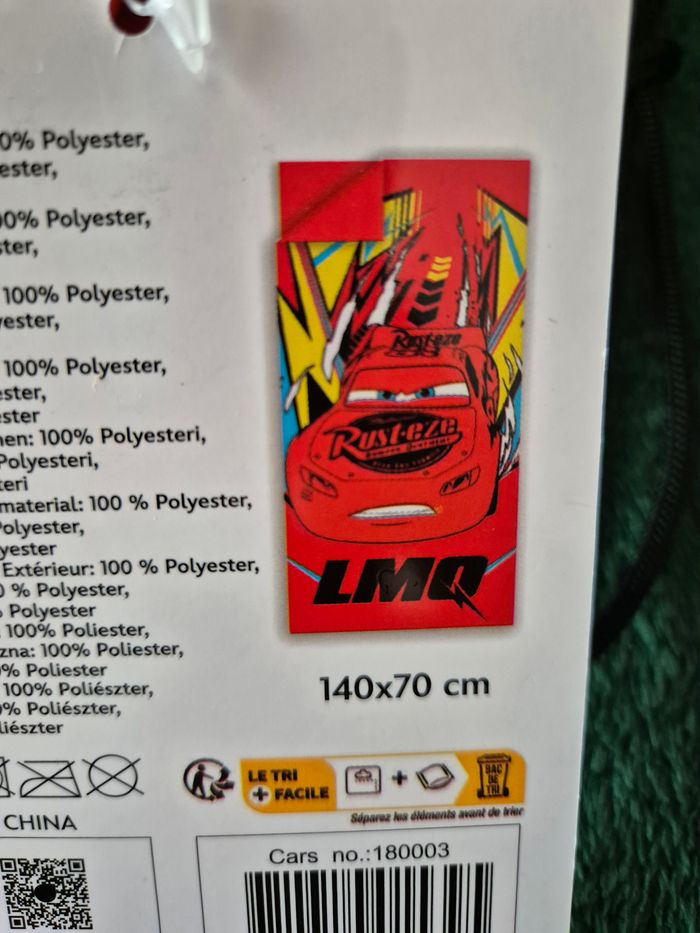 0% Polyester,
ester,
00% Polyester,
ster,
100% Polyester,
yester,
100% Polyester,
ester,
ester
nen: 100% Polyesteri,
Polyesteri,
teri
material: 100 % Polyester,
Polyester,
yester
Extérieur: 100 % Polyester,
0 % Polyester,
% Polyester
: 100% Poliester,
zna: 100% Poliester,
% Poliester
100% Poliészter,
% Poliészter,
liészter
CHINA
Rust-eze
Rust-eze
LMQ
140x70 cm
LE TRI
+ FACILE
+
BAC
DE
TRI
Séparez les éléments avant de trier
Cars no.:180003